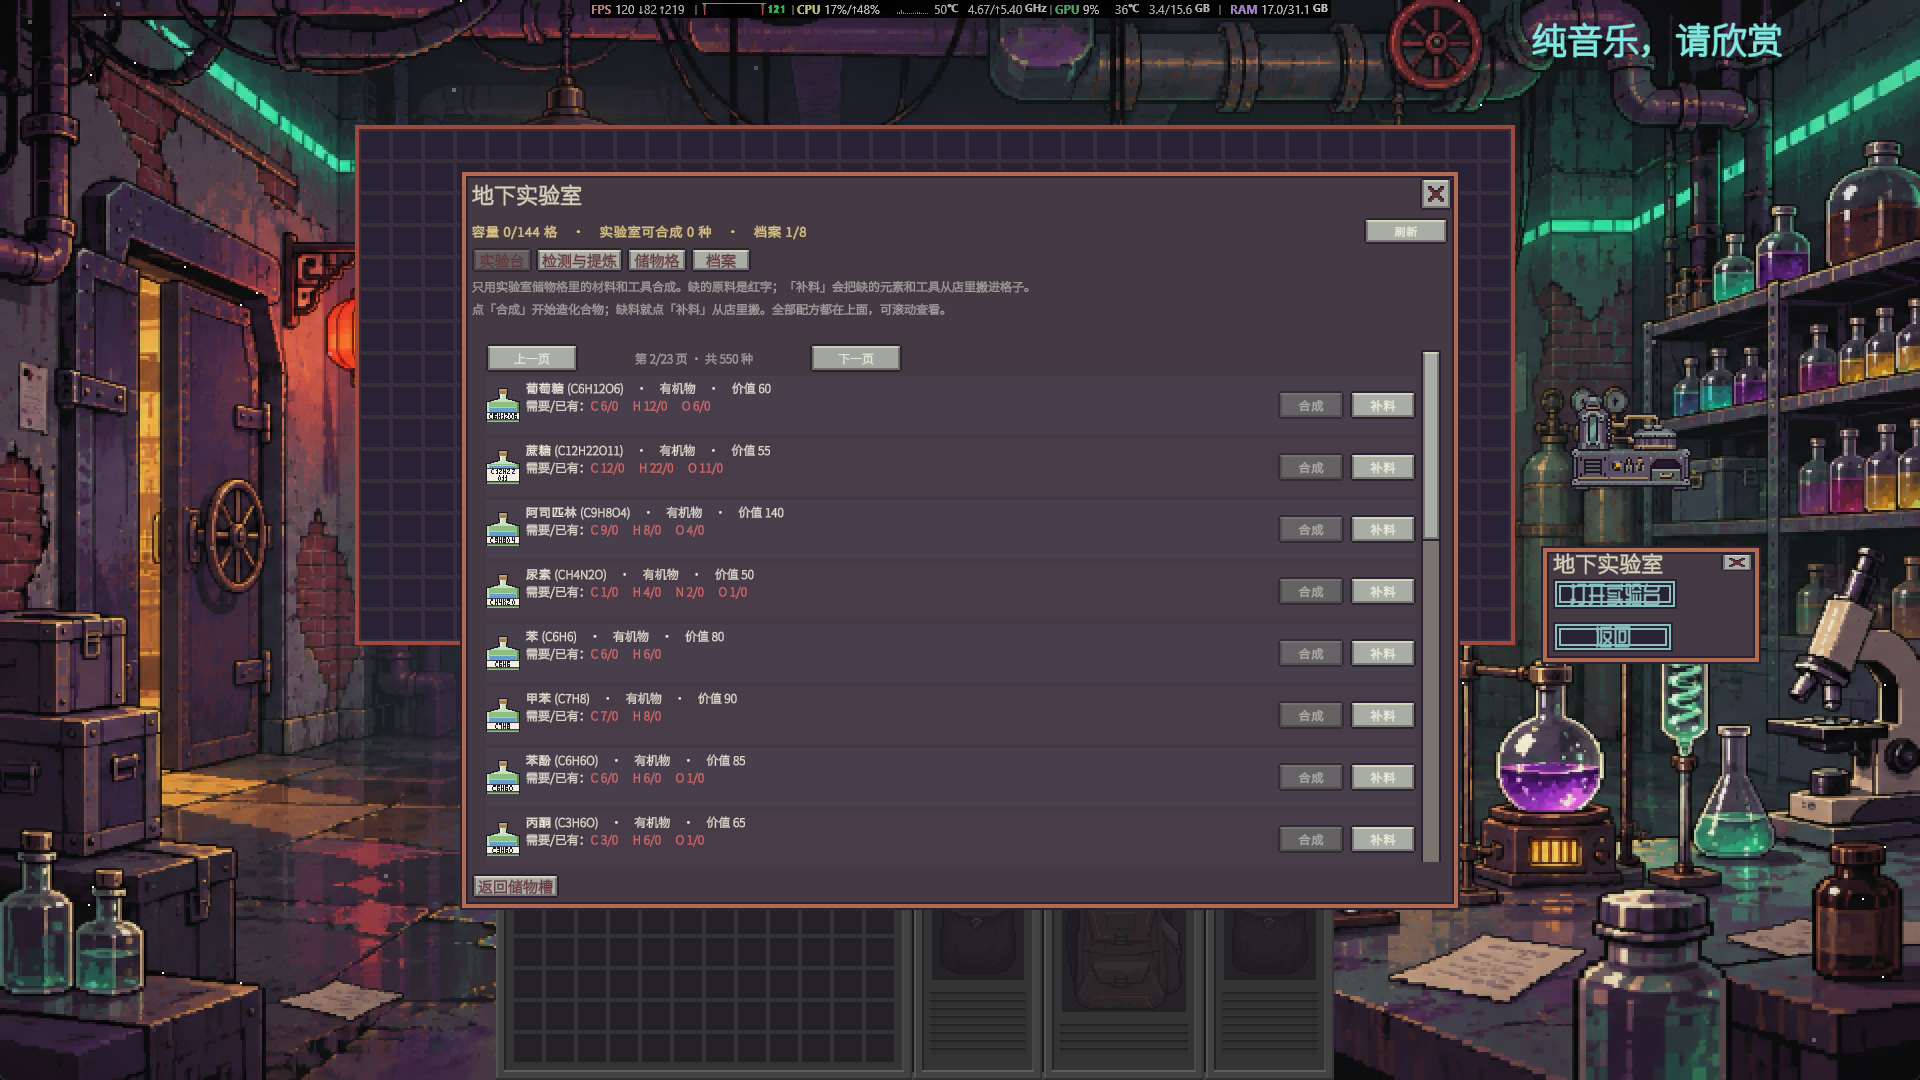 FPS 120 ↓82 ↑219 | 121 | CPU 17%/↑48% 50℃ 4.67/↑5.40 GHz | GPU 9% 36℃ 3.4/15.6 GB | RAM 17.0/31.1 GB
纯音乐，请欣赏
地下实验室
容量 0/144 格 · 实验室可合成 0 种 · 档案 1/8
刷新
实验台 检测与提炼 储物格 档案
只用实验室储物格里的材料和工具合成。缺的原料是红字；「补料」会把缺的元素和工具从店里搬进格子。
点「合成」开始造化合物；缺料就点「补料」从店里搬。全部配方都在上面，可滚动查看。
上一页 第 2/23 页 · 共 550 种 下一页
葡萄糖 (C6H12O6) · 有机物 · 价值 60
需要/已有： C 6/0 H 12/0 O 6/0
合成 补料
蔗糖 (C12H22O11) · 有机物 · 价值 55
需要/已有： C 12/0 H 22/0 O 11/0
合成 补料
阿司匹林 (C9H8O4) · 有机物 · 价值 140
需要/已有： C 9/0 H 8/0 O 4/0
合成 补料
尿素 (CH4N2O) · 有机物 · 价值 50
需要/已有： C 1/0 H 4/0 N 2/0 O 1/0
合成 补料
苯 (C6H6) · 有机物 · 价值 80
需要/已有： C 6/0 H 6/0
合成 补料
甲苯 (C7H8) · 有机物 · 价值 90
需要/已有： C 7/0 H 8/0
合成 补料
苯酚 (C6H6O) · 有机物 · 价值 85
需要/已有： C 6/0 H 6/0 O 1/0
合成 补料
丙酮 (C3H6O) · 有机物 · 价值 65
需要/已有： C 3/0 H 6/0 O 1/0
合成 补料
返回储物槽
地下实验室
打开实验台
返回